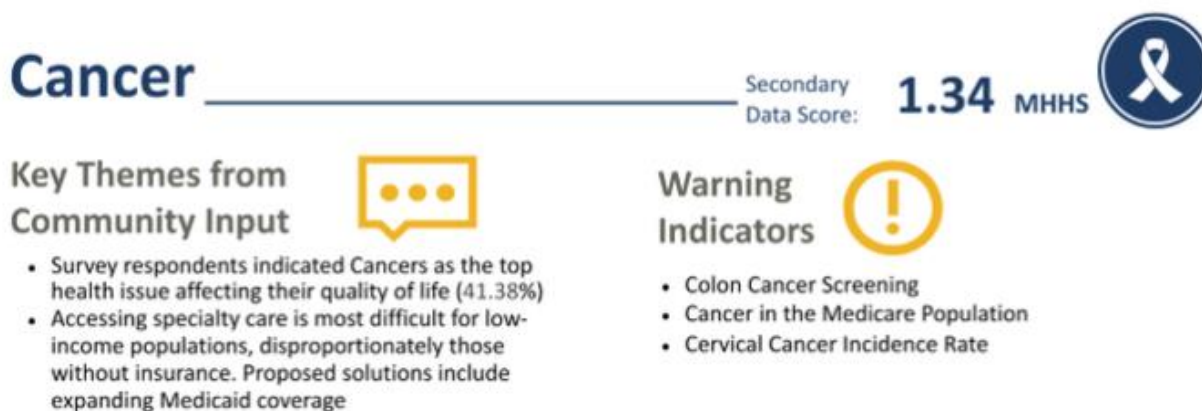 Cancer
Secondary
Data Score:
1.34 MHHS
Key Themes from
Community Input
• Survey respondents indicated Cancers as the top
health issue affecting their quality of life (41.38%)
• Accessing specialty care is most difficult for low-
income populations, disproportionately those
without insurance. Proposed solutions include
expanding Medicaid coverage
Warning
Indicators
• Colon Cancer Screening
• Cancer in the Medicare Population
• Cervical Cancer Incidence Rate